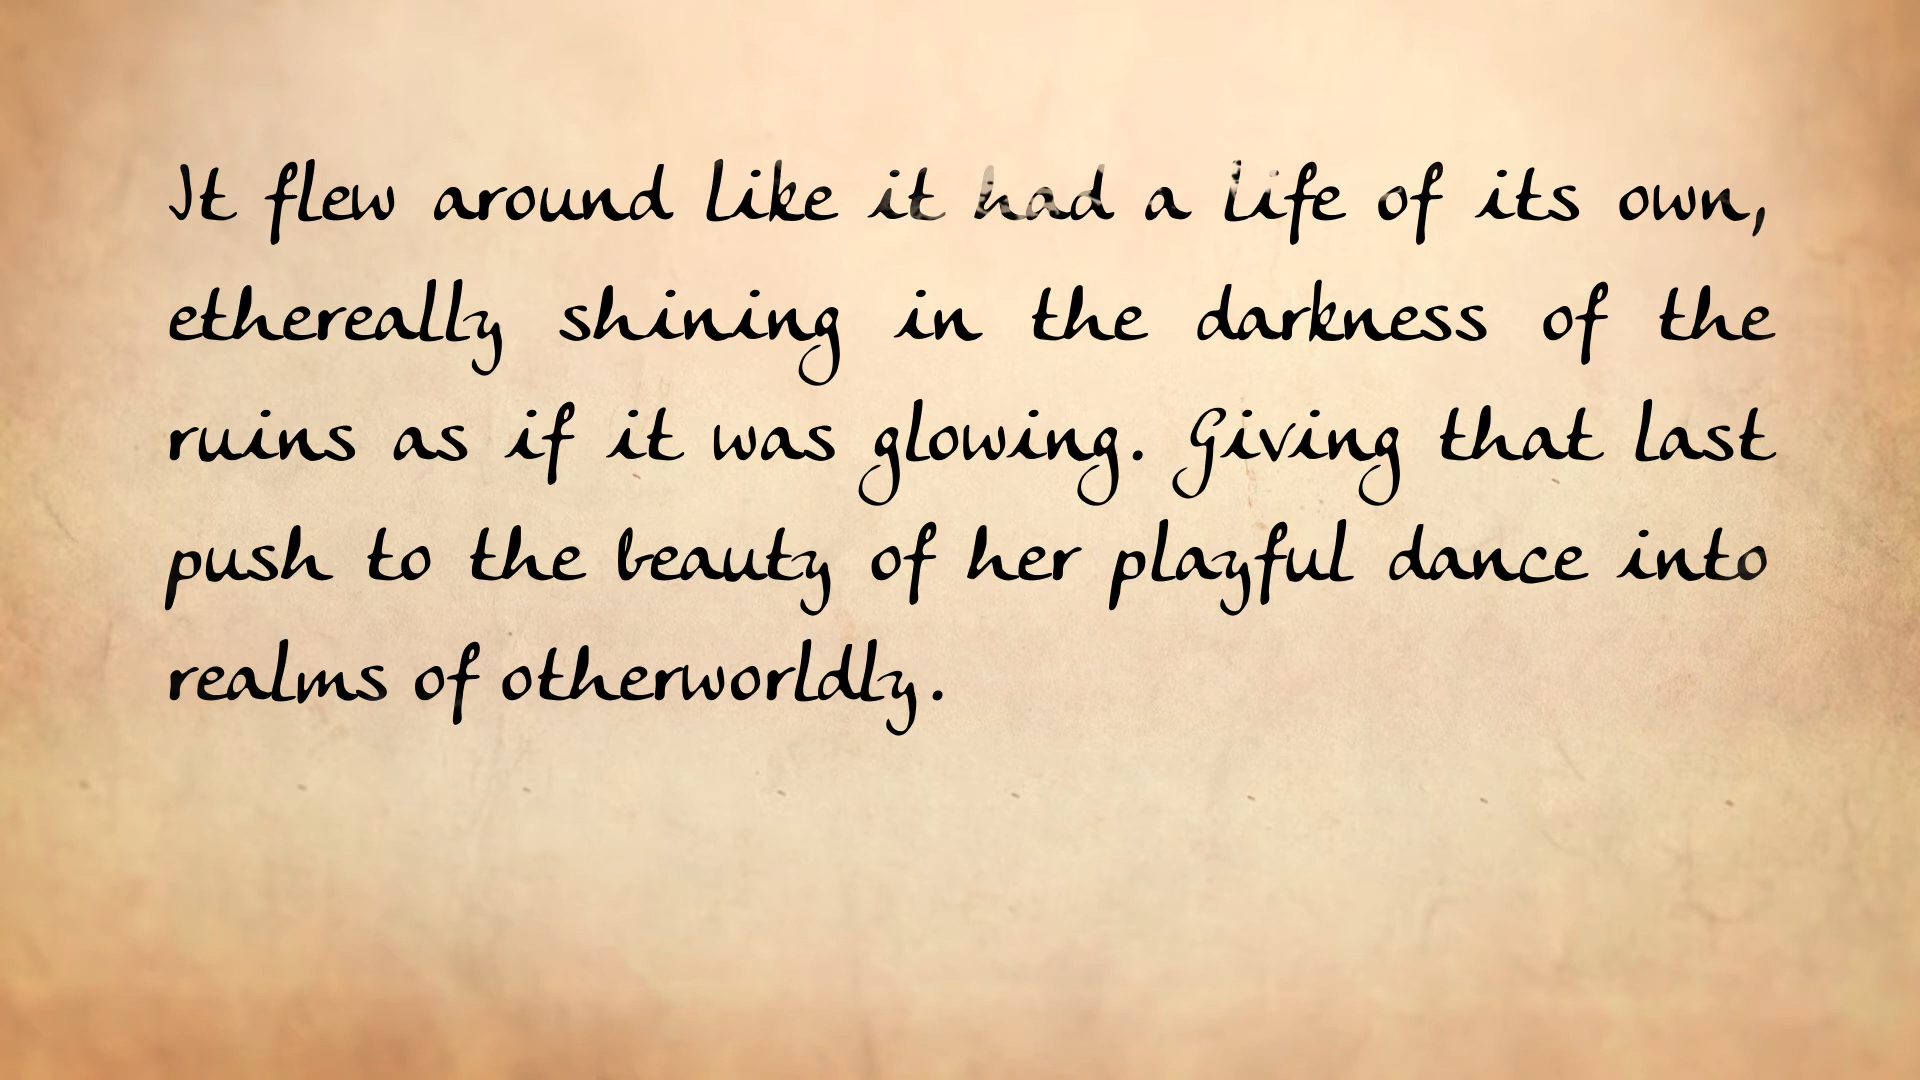 It flew around like it had a life of its own,
ethereally shining in the darkness of the
ruins as if it was glowing. Giving that last
push to the beauty of her playful dance into
realms of otherworldly.